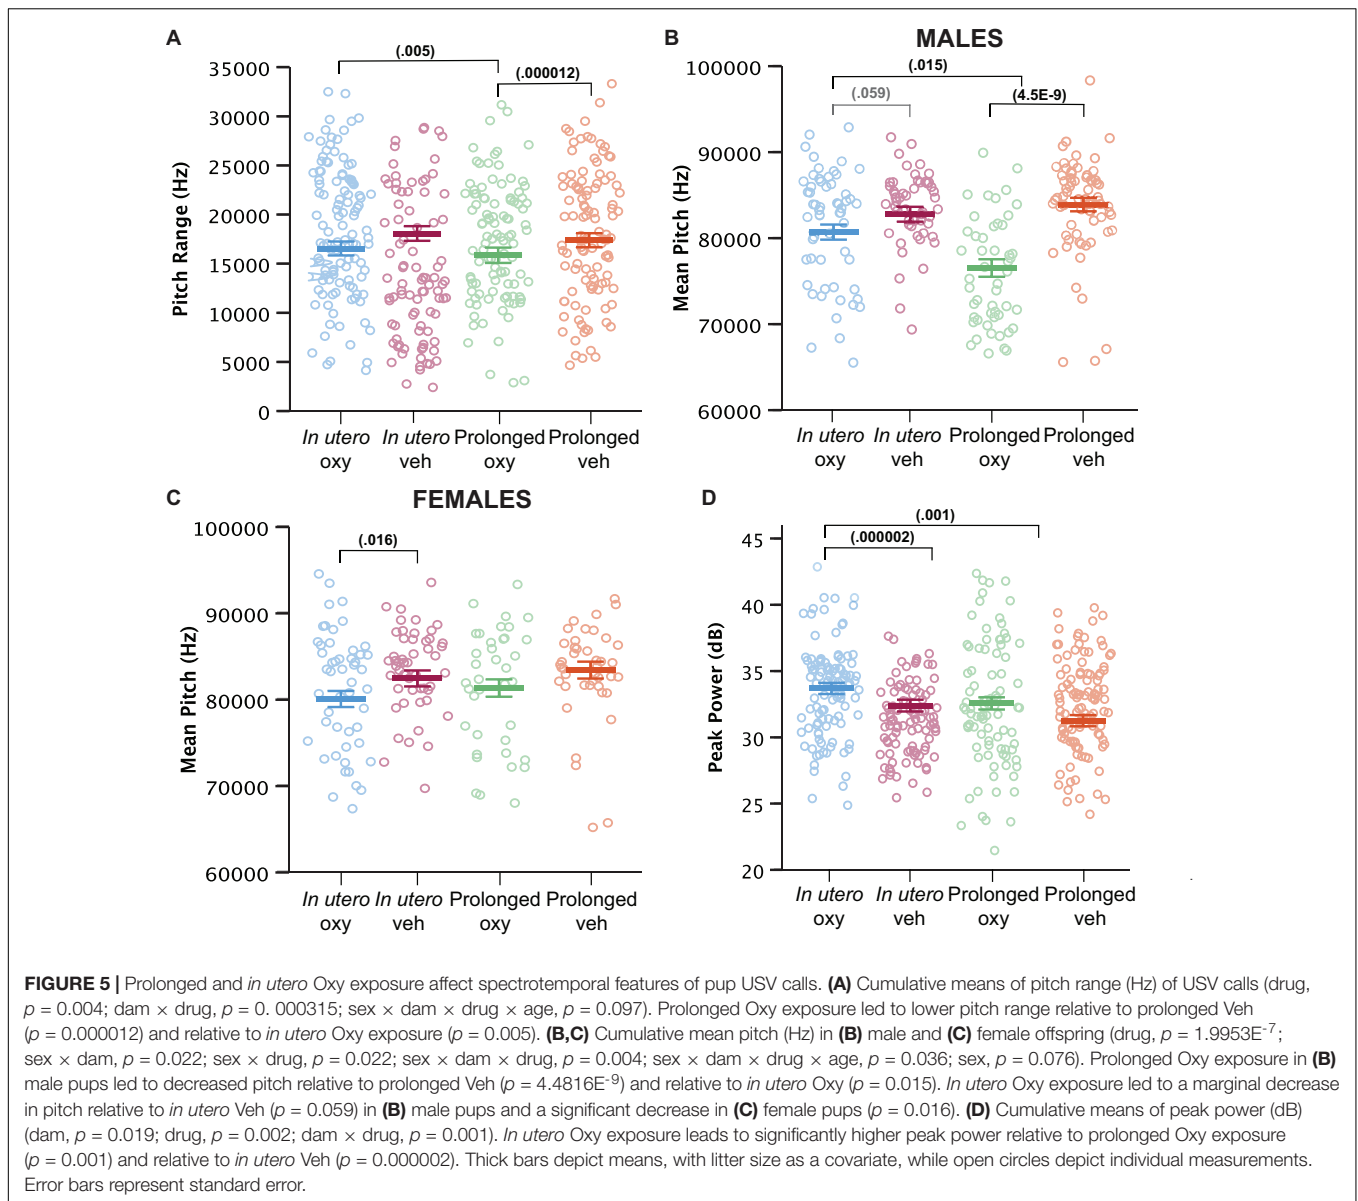 A
(.005)
(.000012)
35000
30000
25000
20000
15000
10000
5000
0
Pitch Range (Hz)
In utero oxy
In utero veh
Prolonged oxy
Prolonged veh
B
MALES
(.015)
(.059)
(4.5E-9)
100000
90000
80000
70000
60000
Mean Pitch (Hz)
In utero oxy
In utero veh
Prolonged oxy
Prolonged veh
C
FEMALES
(.016)
100000
90000
80000
70000
60000
Mean Pitch (Hz)
In utero oxy
In utero veh
Prolonged oxy
Prolonged veh
D
(.001)
(.000002)
45
40
35
30
25
20
Peak Power (dB)
In utero oxy
In utero veh
Prolonged oxy
Prolonged veh
FIGURE 5 | Prolonged and in utero Oxy exposure affect spectrotemporal features of pup USV calls. (A) Cumulative means of pitch range (Hz) of USV calls (drug,
p = 0.004; dam × drug, p = 0. 000315; sex × dam × drug × age, p = 0.097). Prolonged Oxy exposure led to lower pitch range relative to prolonged Veh
(p = 0.000012) and relative to in utero Oxy exposure (p = 0.005). (B,C) Cumulative mean pitch (Hz) in (B) male and (C) female offspring (drug, p = 1.9953E-7;
sex × dam, p = 0.022; sex × drug, p = 0.022; sex × dam × drug, p = 0.004; sex × dam × drug × age, p = 0.036; sex, p = 0.076). Prolonged Oxy exposure in (B)
male pups led to decreased pitch relative to prolonged Veh (p = 4.4816E-9) and relative to in utero Oxy (p = 0.015). In utero Oxy exposure led to a marginal decrease
in pitch relative to in utero Veh (p = 0.059) in (B) male pups and a significant decrease in (C) female pups (p = 0.016). (D) Cumulative means of peak power (dB)
(dam, p = 0.019; drug, p = 0.002; dam × drug, p = 0.001). In utero Oxy exposure leads to significantly higher peak power relative to prolonged Oxy exposure
(p = 0.001) and relative to in utero Veh (p = 0.000002). Thick bars depict means, with litter size as a covariate, while open circles depict individual measurements.
Error bars represent standard error.